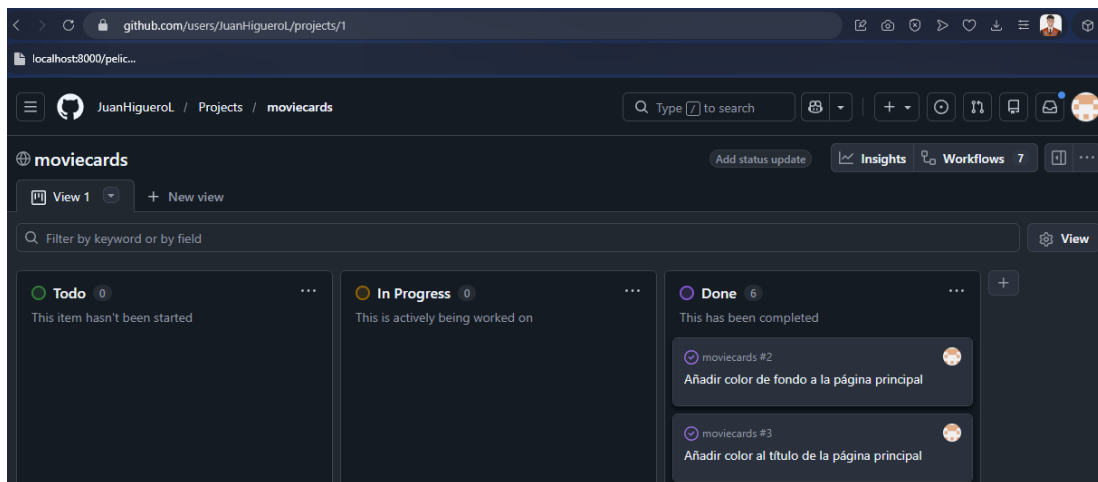 github.com/users/JuanHigueroL/projects/1
localhost:8000/pelic...
JuanHigueroL / Projects / moviecards
Type / to search
moviecards
Add status update
Insights
Workflows 7
View 1
+ New view
Filter by keyword or by field
View
Todo 0
This item hasn't been started
In Progress 0
This is actively being worked on
Done 6
This has been completed
moviecards #2
Añadir color de fondo a la página principal
moviecards #3
Añadir color al título de la página principal